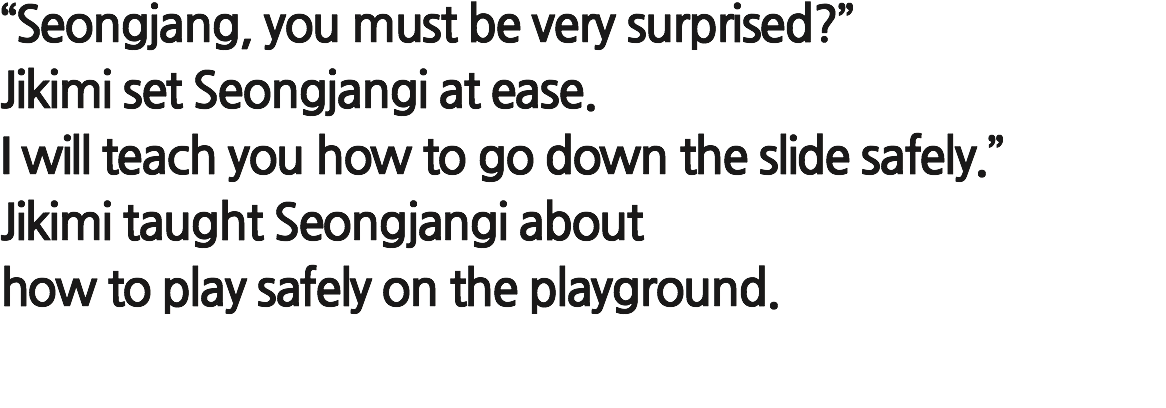 “Seongjang, you must be very surprised?”
Jikimi set Seongjangi at ease.
I will teach you how to go down the slide safely.”
Jikimi taught Seongjangi about
how to play safely on the playground.